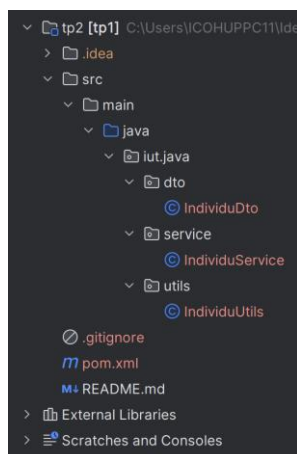 tp2 [tp1] C:\Users\ICOHUPPC11\Ide
.idea
src
main
java
iut.java
dto
IndividuDto
service
IndividuService
utils
IndividuUtils
.gitignore
pom.xml
README.md
External Libraries
Scratches and Consoles